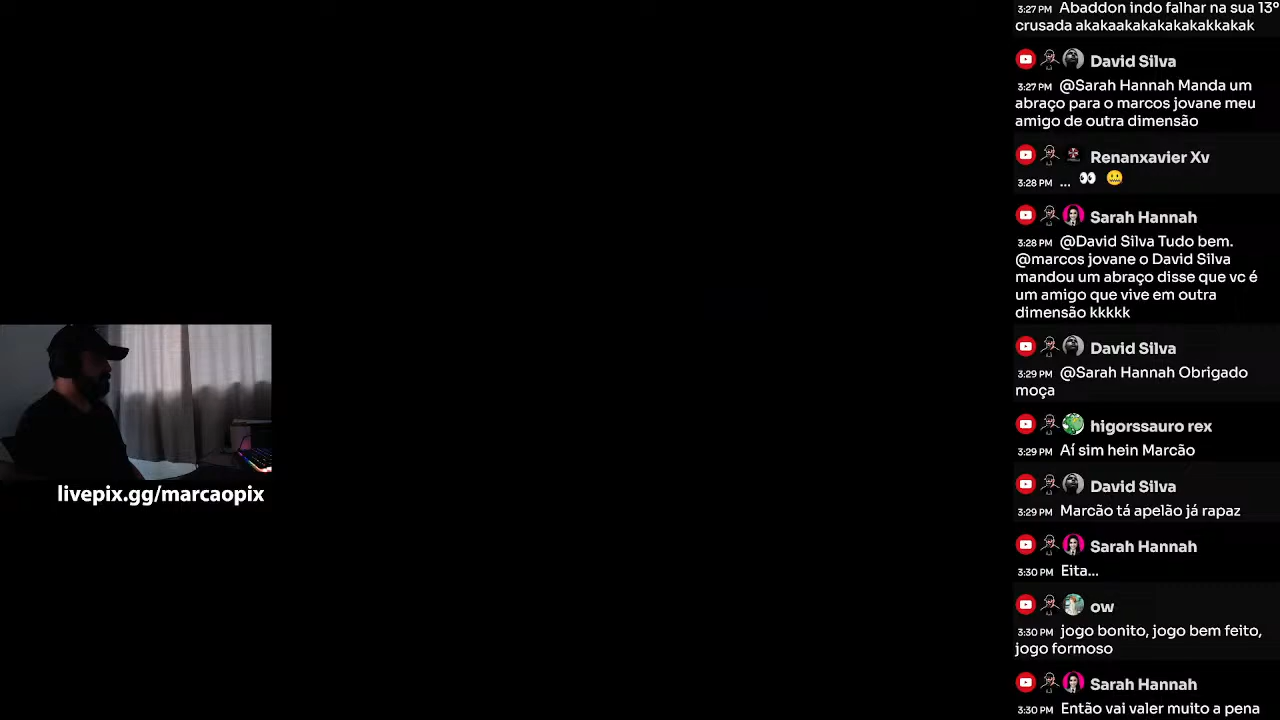 3:27 PM Abaddon indo falhar na sua 13º
crusada akakaakakakakakakkakak
David Silva
3:27 PM @Sarah Hannah Manda um
abraço para o marcos jovane meu
amigo de outra dimensão
Renanxavier Xv
3:28 PM ... 👀 🤐
Sarah Hannah
3:28 PM @David Silva Tudo bem.
@marcos jovane o David Silva
mandou um abraço disse que vc é
um amigo que vive em outra
dimensão kkkkk
David Silva
3:29 PM @Sarah Hannah Obrigado
moça
higorssauro rex
3:29 PM Aí sim hein Marcão
David Silva
3:29 PM Marcão tá apelão já rapaz
Sarah Hannah
3:30 PM Eita...
ow
3:30 PM jogo bonito, jogo bem feito,
jogo formoso
Sarah Hannah
3:30 PM Então vai valer muito a pena
livepix.gg/marcaopix